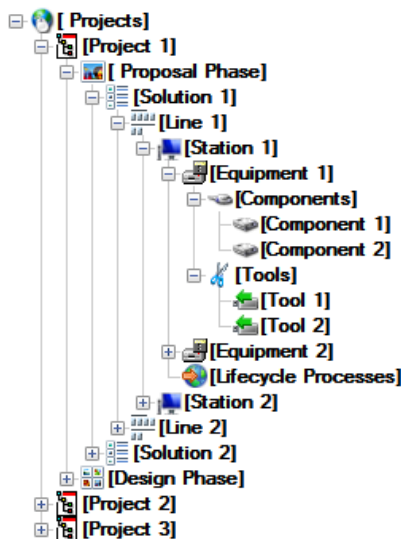 [ Projects]
[Project 1]
[ Proposal Phase]
[Solution 1]
[Line 1]
[Station 1]
[Equipment 1]
[Components]
[Component 1]
[Component 2]
[Tools]
[Tool 1]
[Tool 2]
[Equipment 2]
[Lifecycle Processes]
[Station 2]
[Line 2]
[Solution 2]
[Design Phase]
[Project 2]
[Project 3]